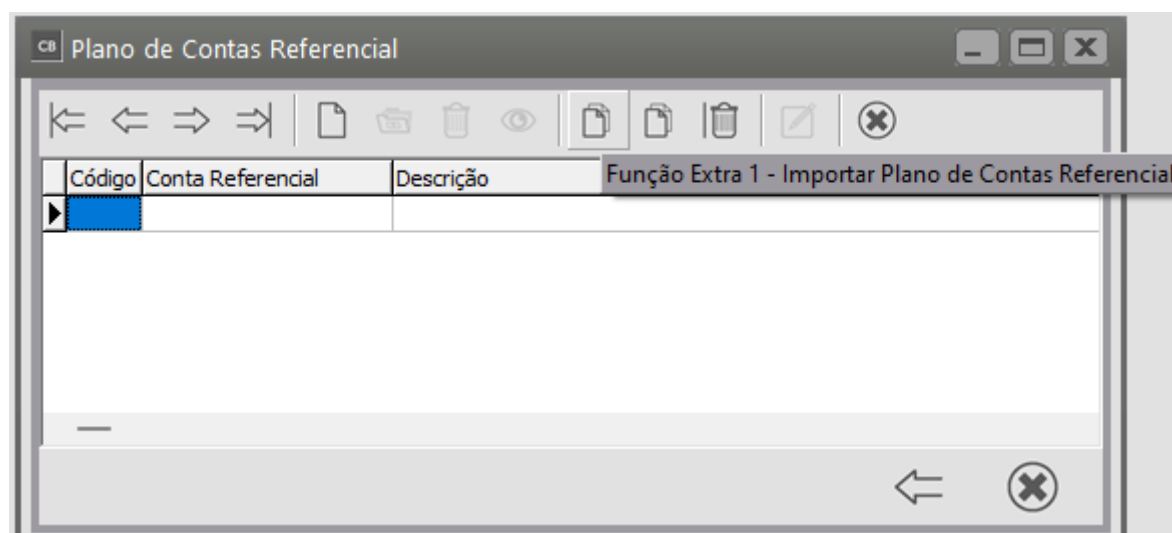 CB Plano de Contas Referencial
Código Conta Referencial Descrição
Função Extra 1 - Importar Plano de Contas Referencial